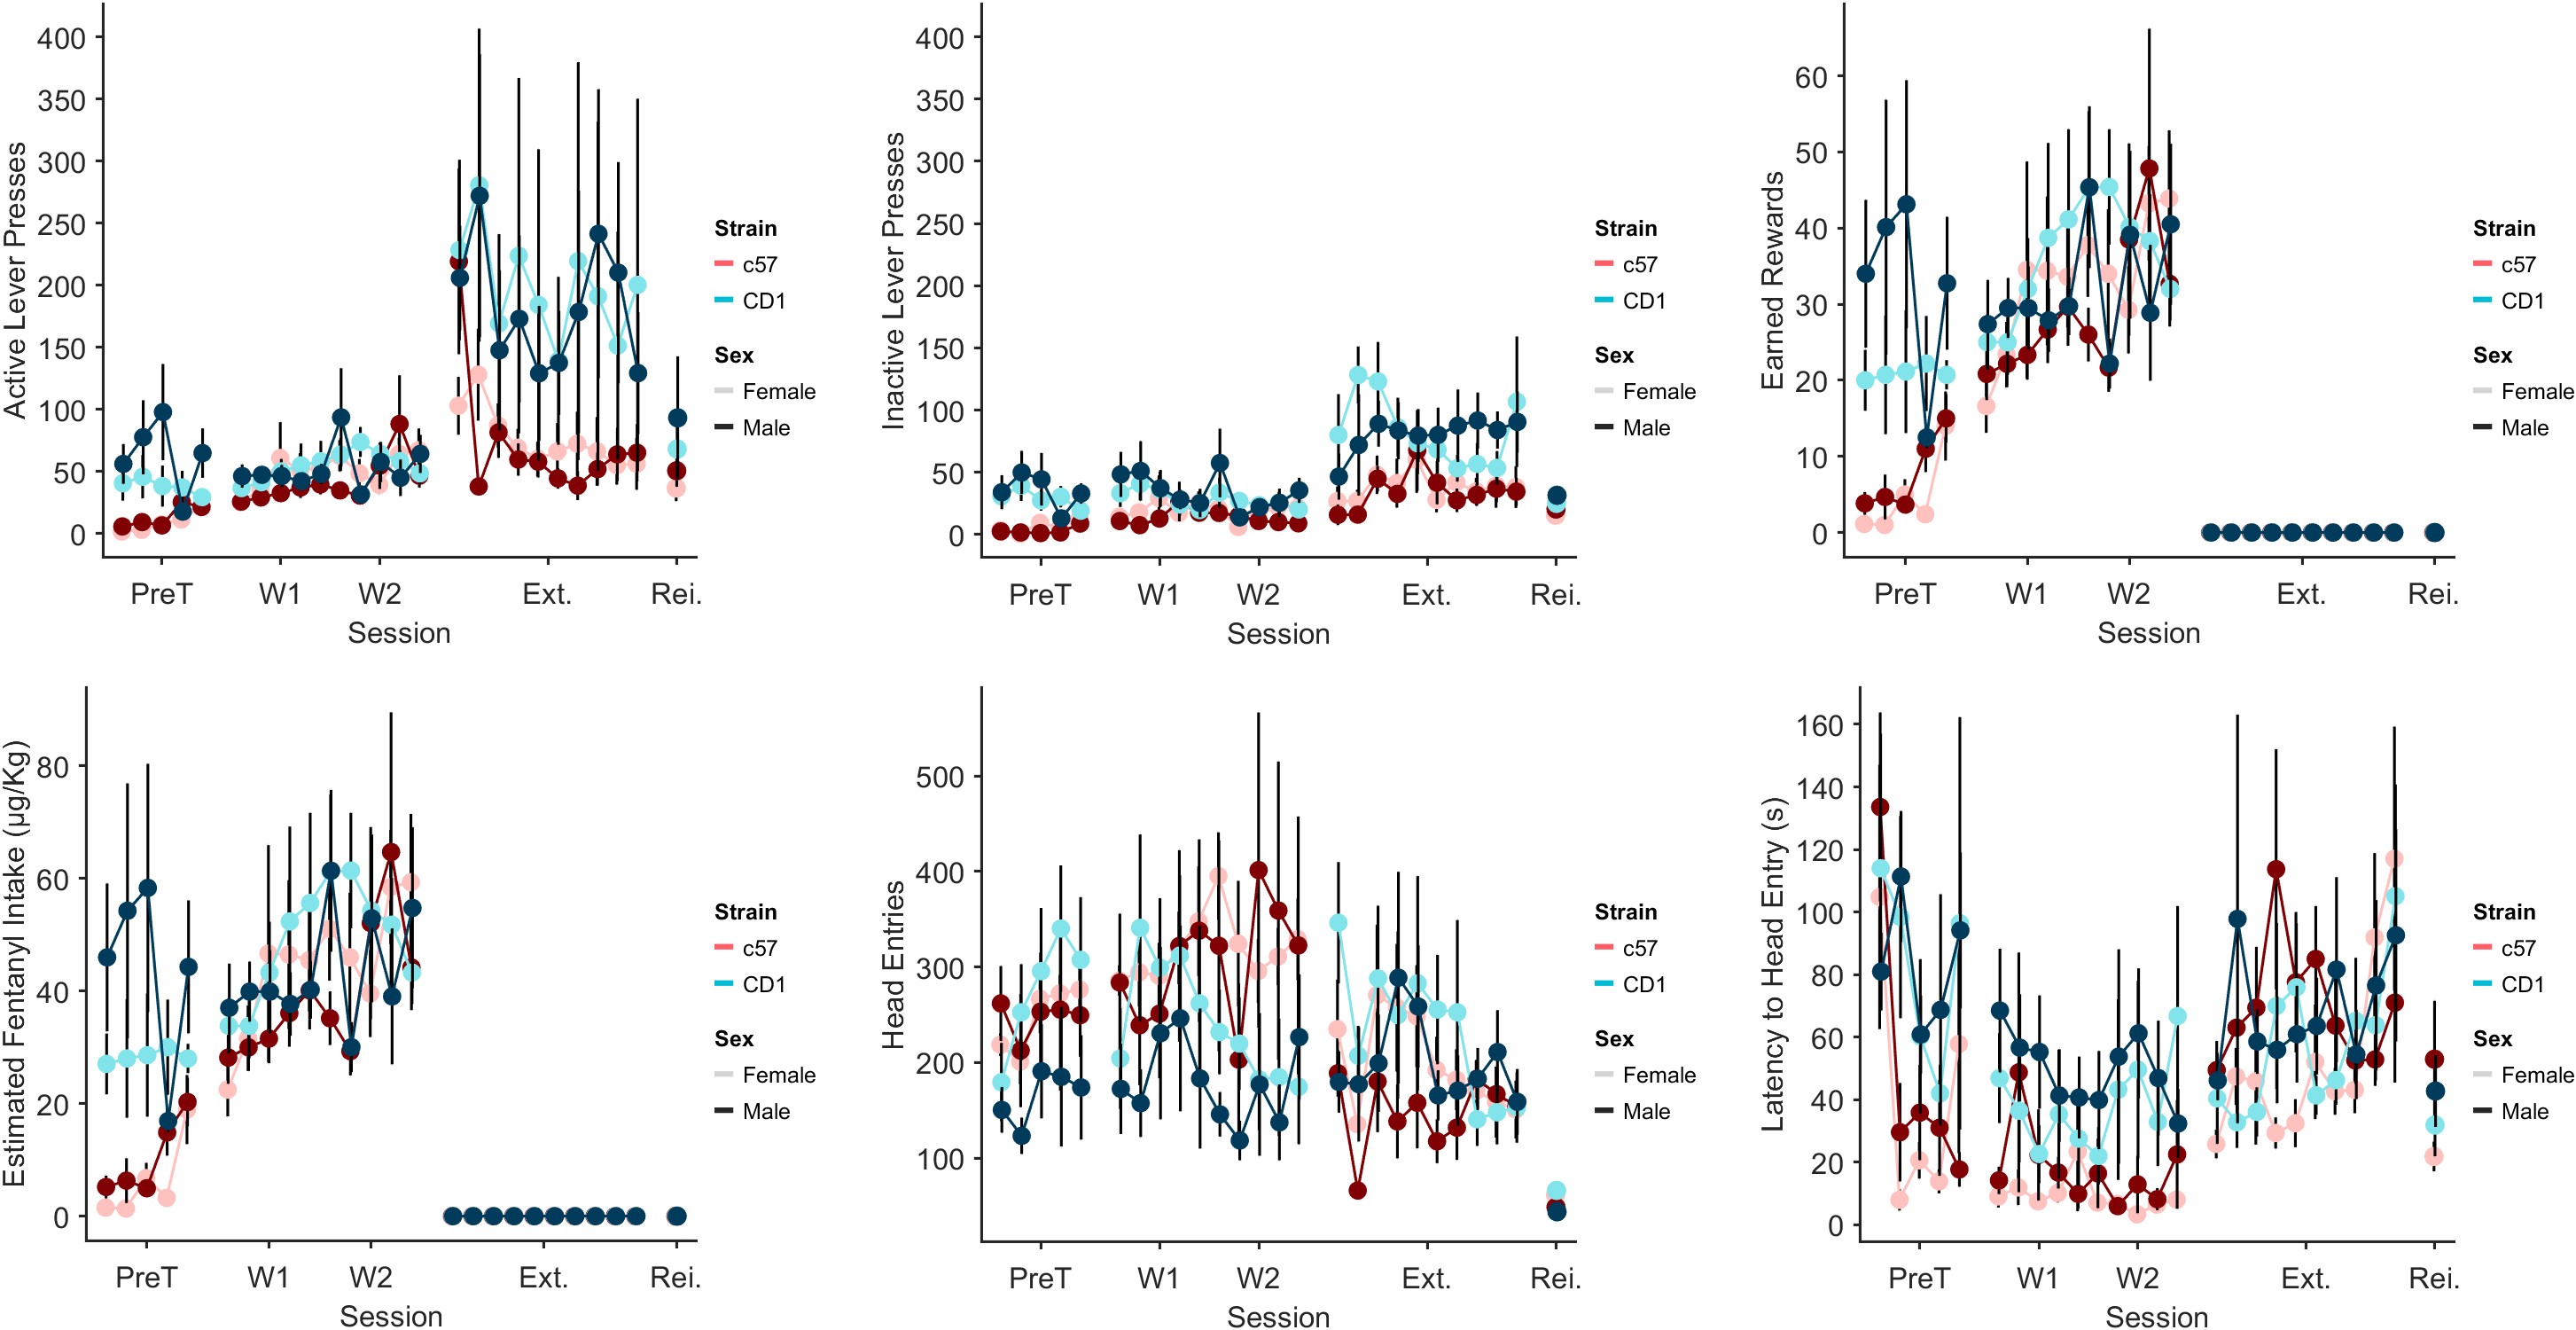 Active Lever Presses
400
350
300
250
200
150
100
50
0
PreT W1 W2 Ext. Rei.
Session
Strain
c57
CD1
Sex
Female
Male
Inactive Lever Presses
400
350
300
250
200
150
100
50
0
PreT W1 W2 Ext. Rei.
Session
Strain
c57
CD1
Sex
Female
Male
Earned Rewards
60
50
40
30
20
10
0
PreT W1 W2 Ext. Rei.
Session
Strain
c57
CD1
Sex
Female
Male
Estimated Fentanyl Intake (μg/Kg)
80
60
40
20
0
PreT W1 W2 Ext. Rei.
Session
Strain
c57
CD1
Sex
Female
Male
Head Entries
500
400
300
200
100
PreT W1 W2 Ext. Rei.
Session
Strain
c57
CD1
Sex
Female
Male
Latency to Head Entry (s)
160
140
120
100
80
60
40
20
0
PreT W1 W2 Ext. Rei.
Session
Strain
c57
CD1
Sex
Female
Male